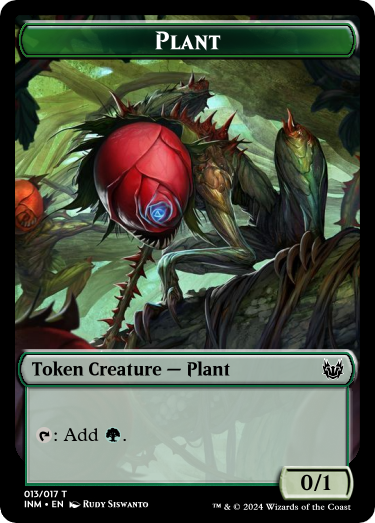 Plant
Token Creature — Plant
: Add .
0/1
013/017 T
INM • EN Rudy Siswanto
™ & © 2024 Wizards of the Coast